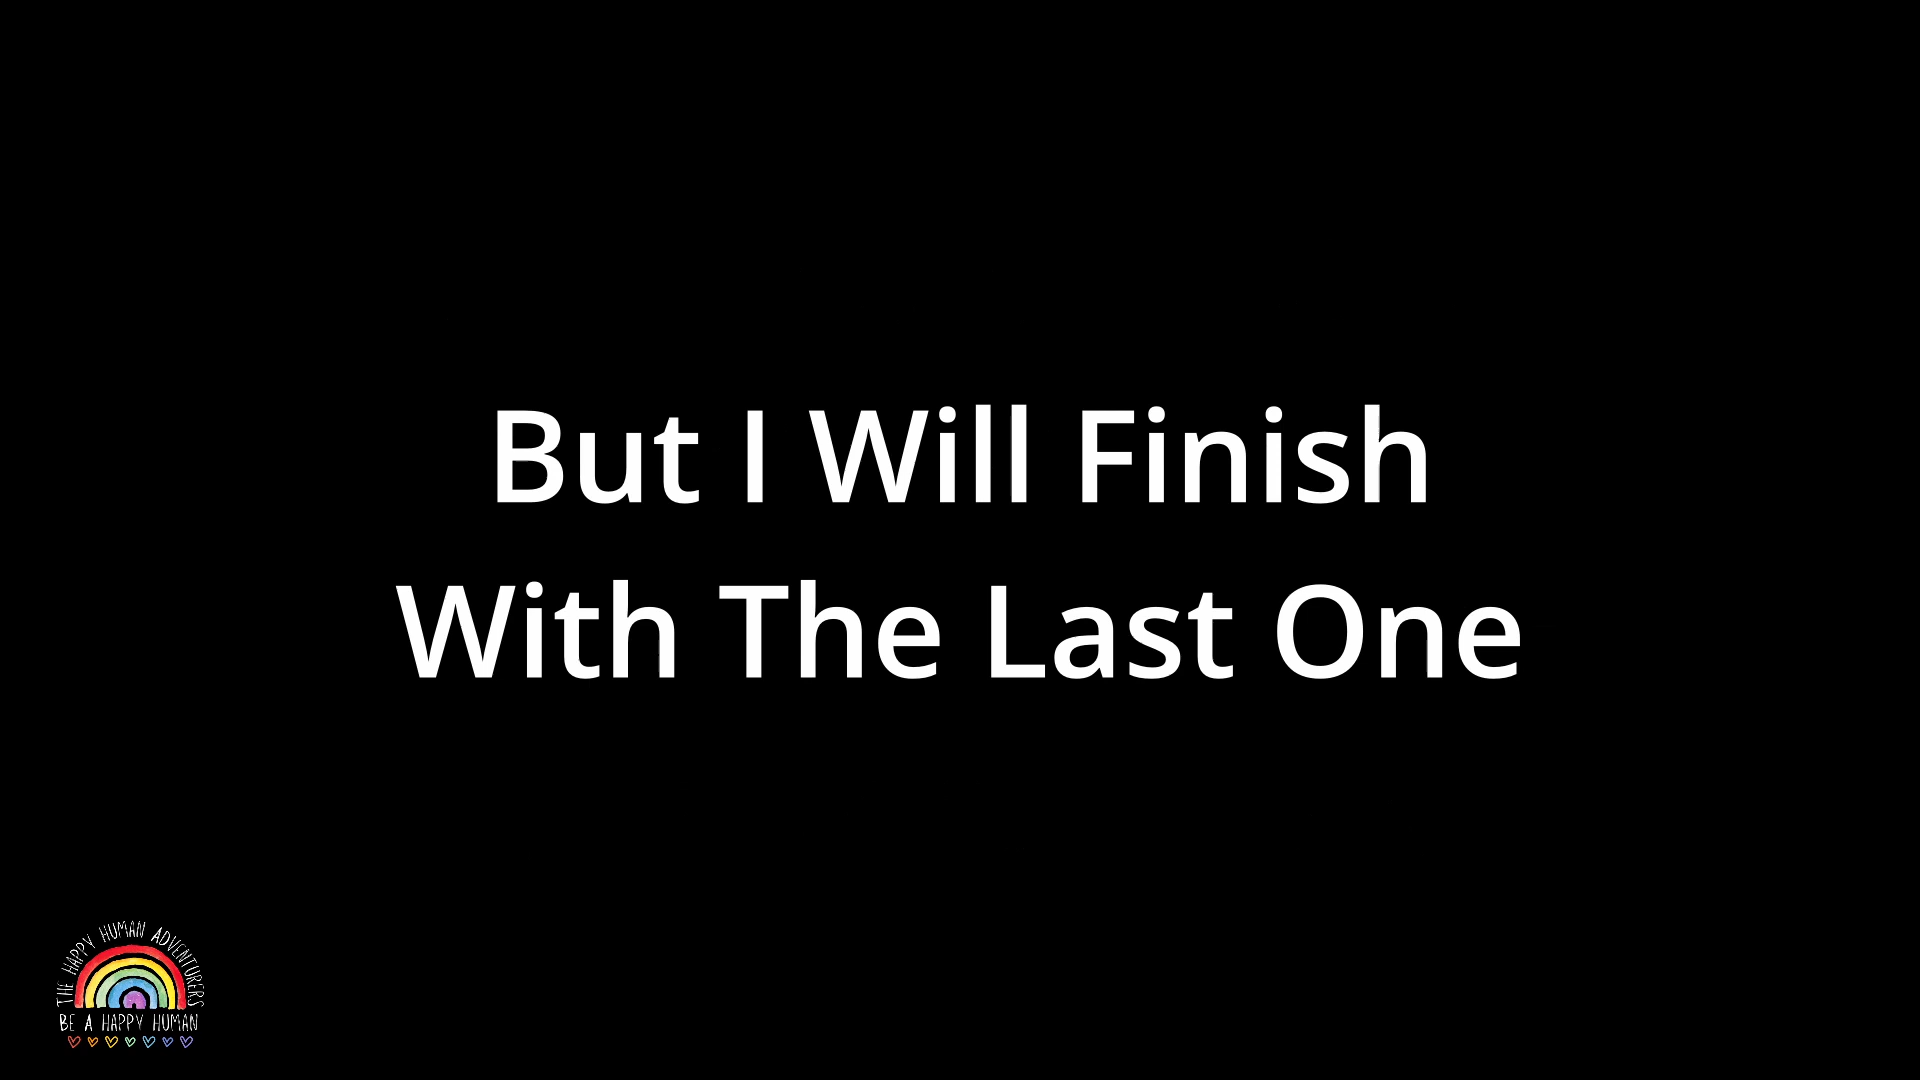 But I Will Finish
With The Last One
THE HAPPY HUMAN ADVENTURERS
BE A HAPPY HUMAN